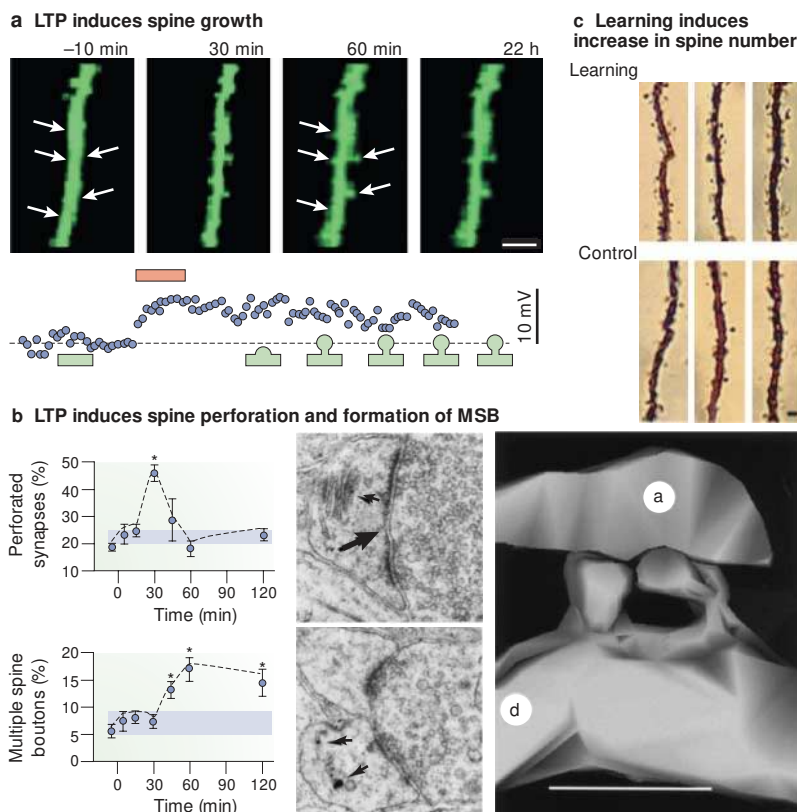 a LTP induces spine growth
–10 min 30 min 60 min 22 h
10 mV
c Learning induces
increase in spine number
Learning
Control
b LTP induces spine perforation and formation of MSB
Perforated
synapses (%)
50
40
30
20
10
*
0 30 60 90 120
Time (min)
Multiple spine
boutons (%)
20
15
10
5
0
* * *
0 30 60 90 120
Time (min)
a
d